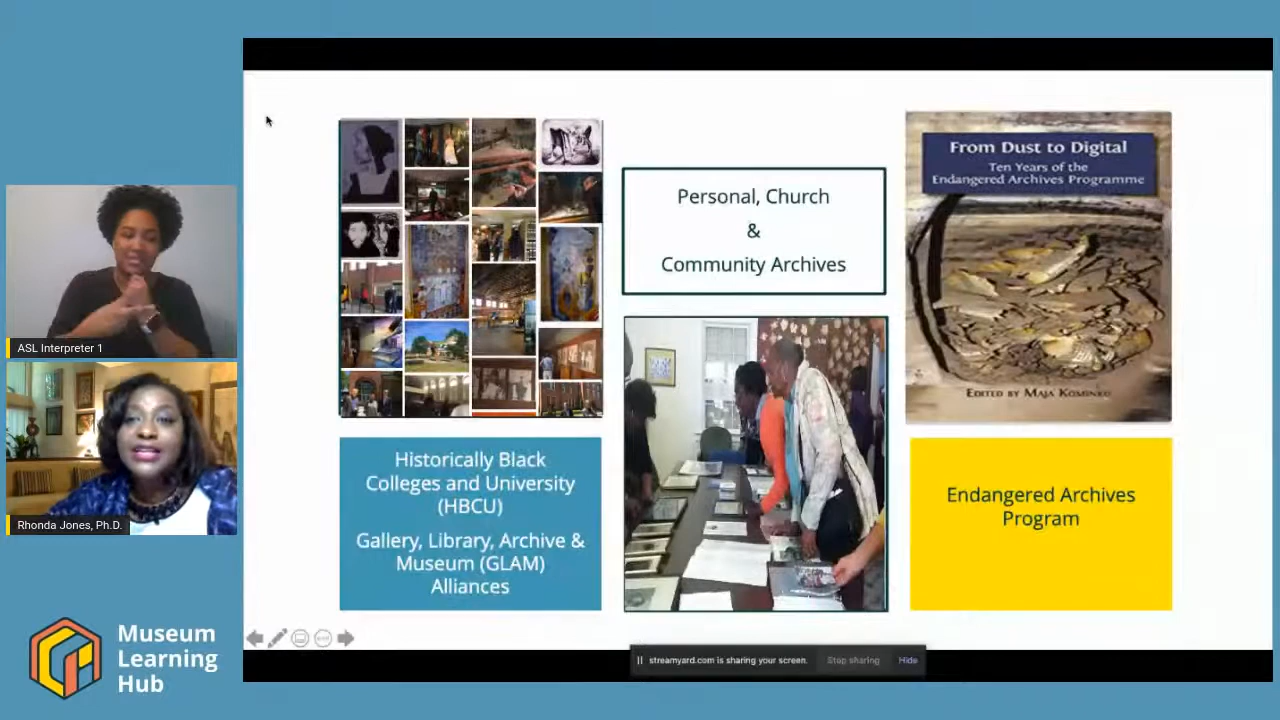 From Dust to Digital
Ten Years of the
Endangered Archives Programme
Personal, Church
&
Community Archives
EDITED BY MAJA KOMINKO
Historically Black
Colleges and University
(HBCU)
Gallery, Library, Archive &
Museum (GLAM)
Alliances
Endangered Archives
Program
ASL Interpreter 1
Rhonda Jones, Ph.D.
Museum
Learning
Hub
streamyard.com is sharing your screen.
Stop sharing
Hide